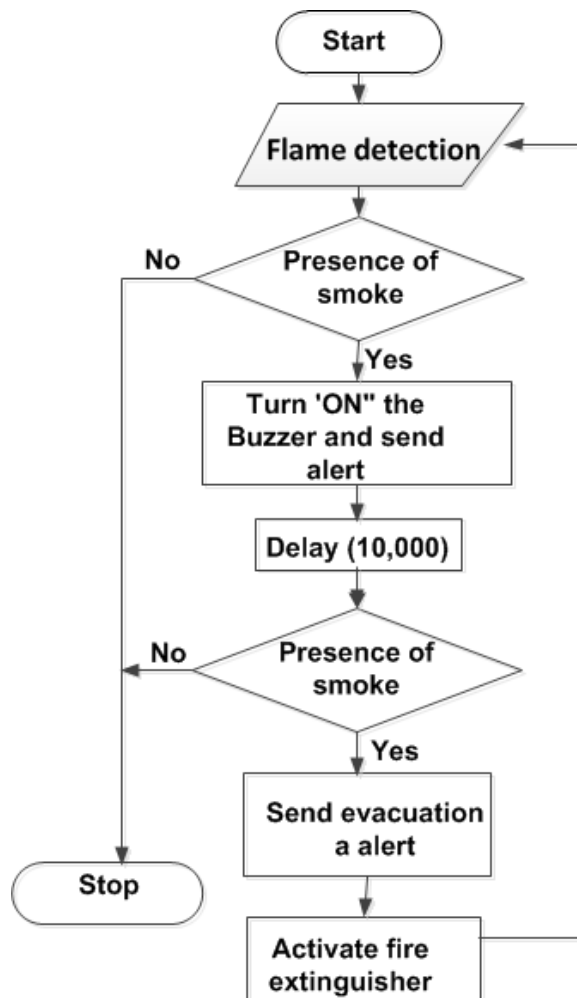 Start
Flame detection
No
Presence of
smoke
Yes
Turn 'ON" the
Buzzer and send
alert
Delay (10,000)
No
Presence of
smoke
Yes
Send evacuation
a alert
Stop
Activate fire
extinguisher